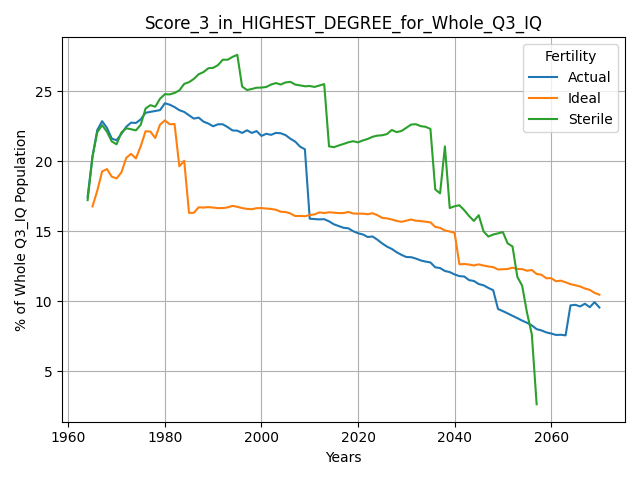 Score_3_in_HIGHEST_DEGREE_for_Whole_Q3_IQ
Fertility
Actual
Ideal
Sterile
% of Whole Q3_IQ Population
25
20
15
10
5
1960 1980 2000 2020 2040 2060
Years